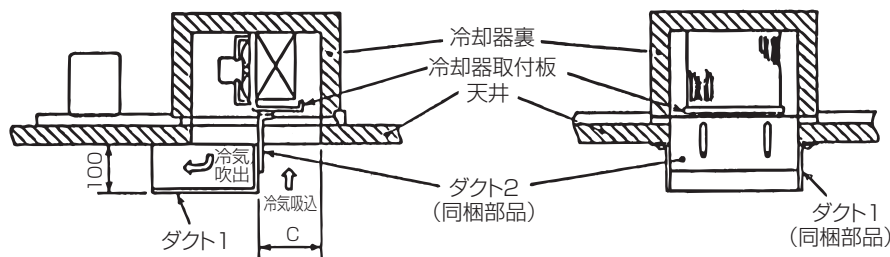 冷却器裏
冷却器取付板
天井
100
冷気
吹出
冷気吸込
ダクト2
(同梱部品)
ダクト1
C
ダクト1
(同梱部品)